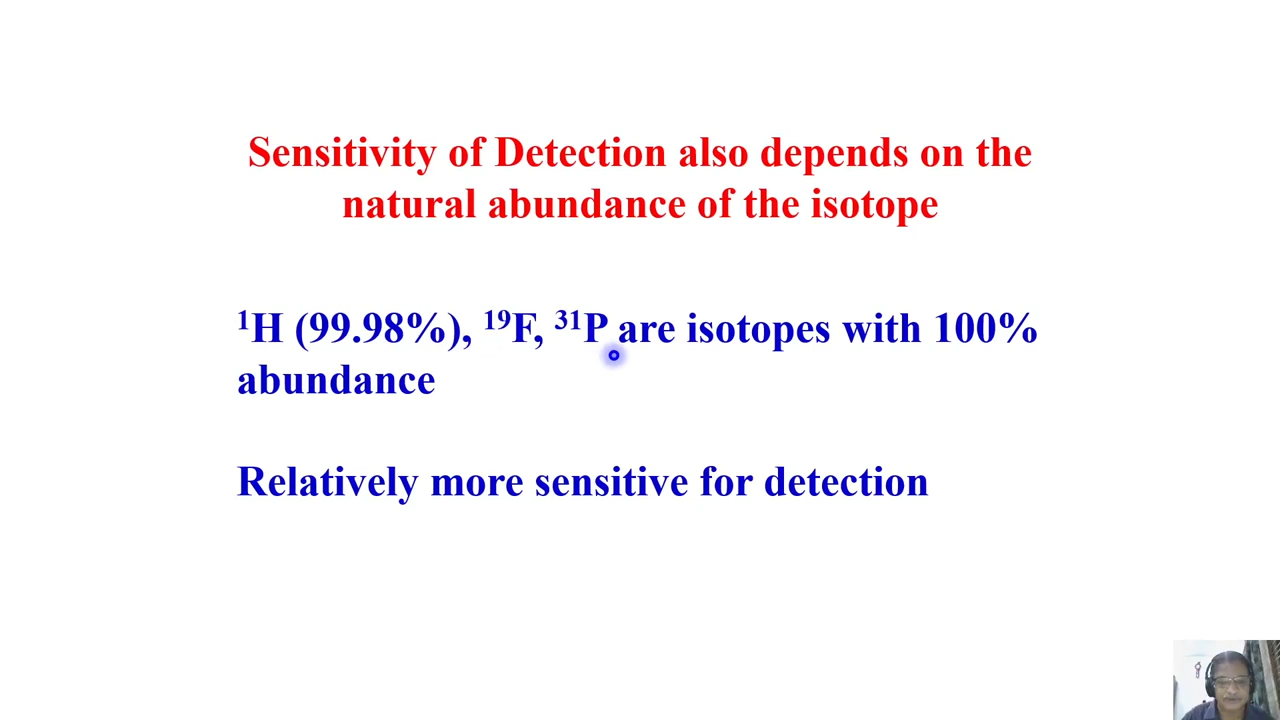 Sensitivity of Detection also depends on the
natural abundance of the isotope
¹H (99.98%), ¹⁹F, ³¹P are isotopes with 100%
abundance
Relatively more sensitive for detection